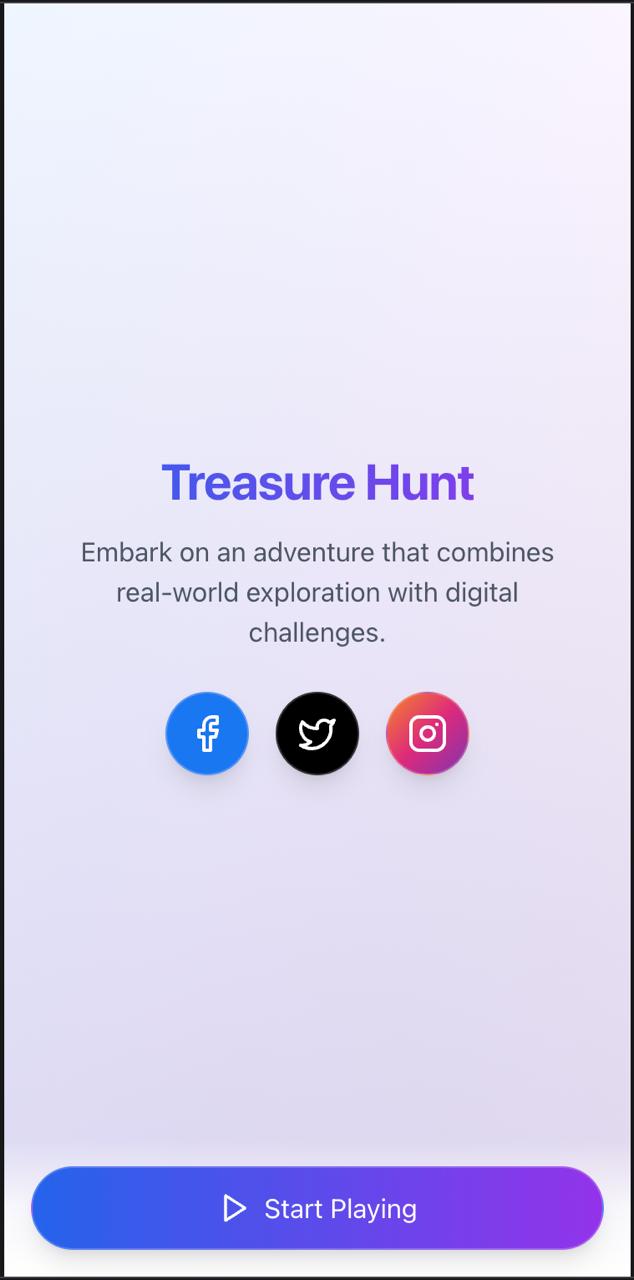 Treasure Hunt
Embark on an adventure that combines
real-world exploration with digital
challenges.
Start Playing